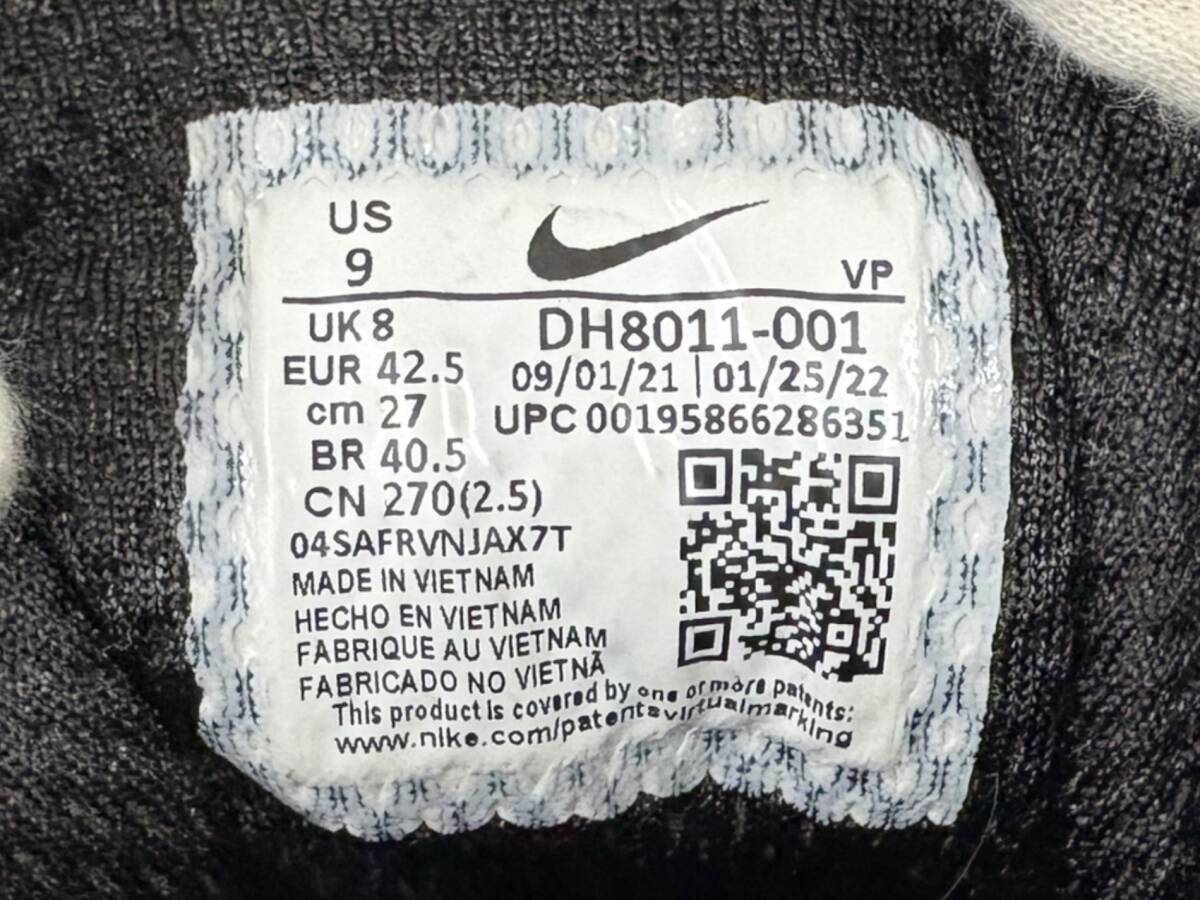 US
9
VP
UK 8
EUR 42.5
cm 27
BR 40.5
CN 270(2.5)
DH8011-001
09/01/21 | 01/25/22
UPC 00195866286351
04SAFRVNJAX7T
MADE IN VIETNAM
HECHO EN VIETNAM
FABRIQUE AU VIETNAM
FABRICADO NO VIETNÃ
This product is covered by one or more patents:
www.nike.com/patentsvirtualmarking